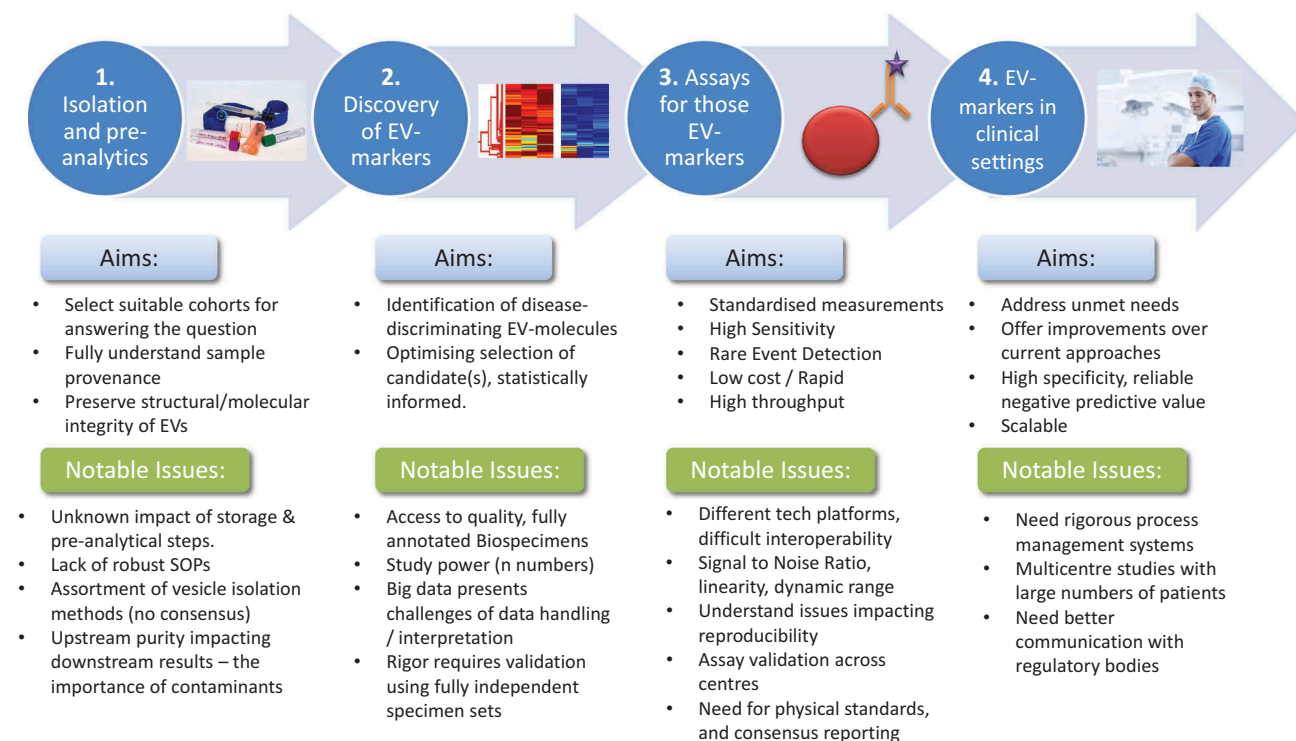 1.
Isolation
and pre-
analytics
2.
Discovery
of EV-
markers
3. Assays
for those
EV-
markers
4. EV-
markers in
clinical
settings
Aims:
• Select suitable cohorts for
answering the question
• Fully understand sample
provenance
• Preserve structural/molecular
integrity of EVs
Notable Issues:
• Unknown impact of storage &
pre-analytical steps.
• Lack of robust SOPs
• Assortment of vesicle isolation
methods (no consensus)
• Upstream purity impacting
downstream results – the
importance of contaminants
Aims:
• Identification of disease-
discriminating EV-molecules
• Optimising selection of
candidate(s), statistically
informed.
Notable Issues:
• Access to quality, fully
annotated Biospecimens
• Study power (n numbers)
• Big data presents
challenges of data handling
/ interpretation
• Rigor requires validation
using fully independent
specimen sets
Aims:
• Standardised measurements
• High Sensitivity
• Rare Event Detection
• Low cost / Rapid
• High throughput
Notable Issues:
• Different tech platforms,
difficult interoperability
• Signal to Noise Ratio,
linearity, dynamic range
• Understand issues impacting
reproducibility
• Assay validation across
centres
• Need for physical standards,
and consensus reporting
Aims:
• Address unmet needs
• Offer improvements over
current approaches
• High specificity, reliable
negative predictive value
• Scalable
Notable Issues:
• Need rigorous process
management systems
• Multicentre studies with
large numbers of patients
• Need better
communication with
regulatory bodies